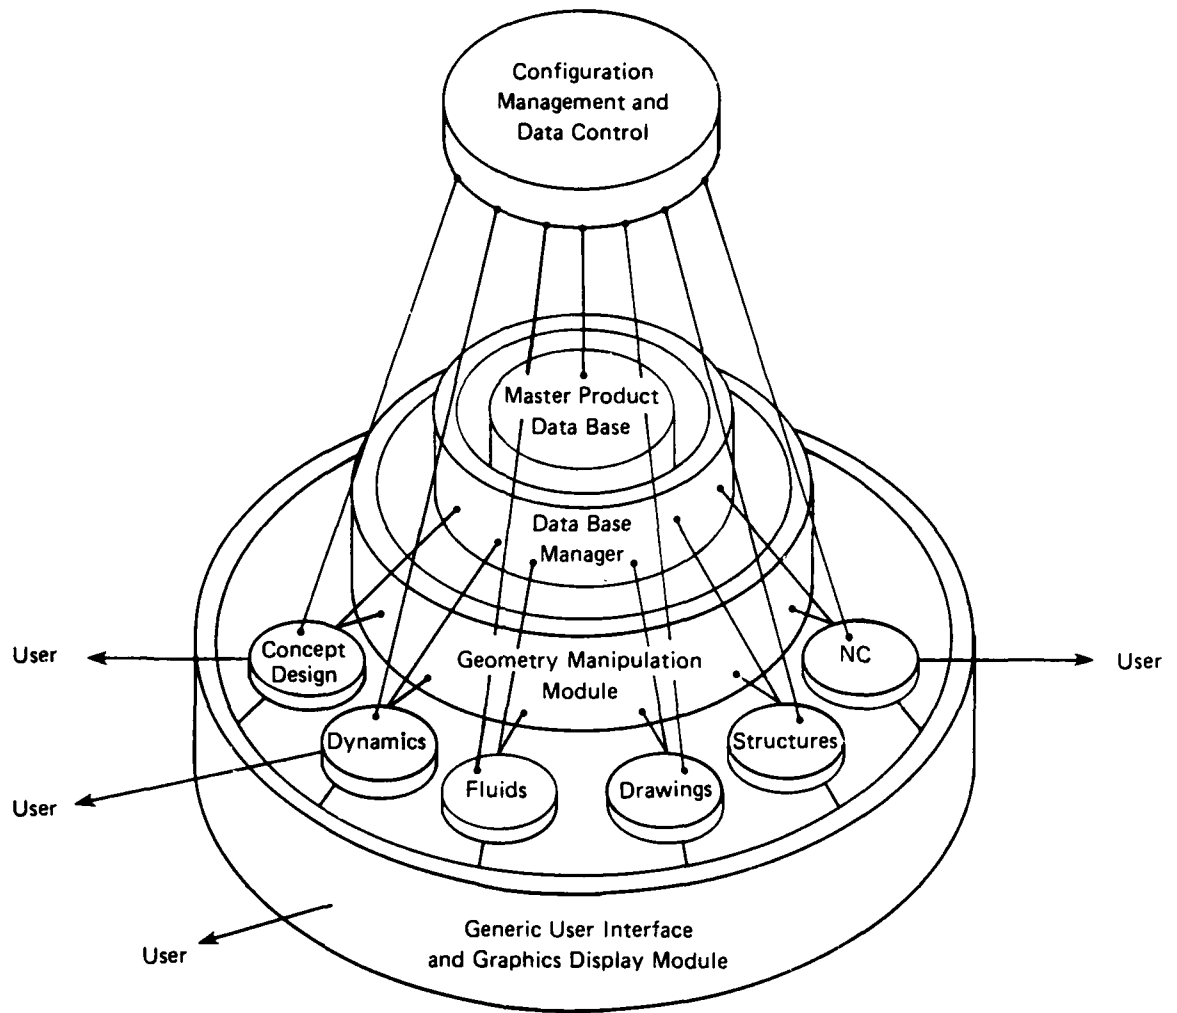 Configuration
Management and
Data Control
Master Product
Data Base
Data Base
Manager
Geometry Manipulation
Module
Concept
Design
NC
User
User
Dynamics
Structures
Fluids
Drawings
User
Generic User Interface
and Graphics Display Module
User